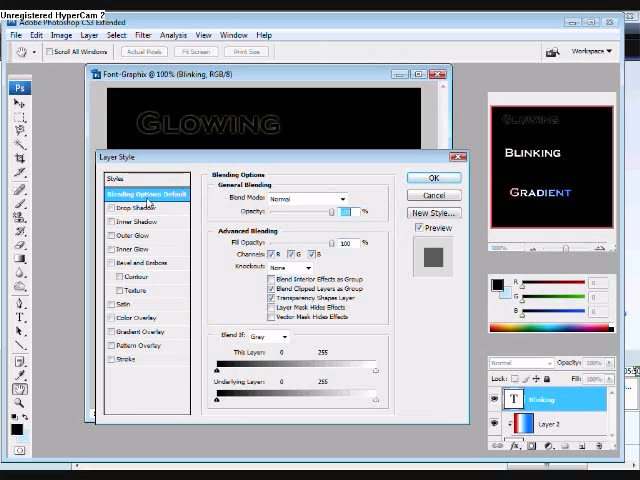 Unregistered HyperCam 2
Adobe Photoshop CS3 Extended
File Edit Image Layer Select Filter Analysis View Window Help
Scroll All Windows Actual Pixels Fit Screen Print Size Workspace
Ps
Font-Graphix @ 100% (Blinking, RGB/8)
Glowing
Layer Style
Styles
Blending Options: Default
Drop Shadow
Inner Shadow
Outer Glow
Inner Glow
Bevel and Emboss
Contour
Texture
Satin
Color Overlay
Gradient Overlay
Pattern Overlay
Stroke
Blending Options
General Blending
Blend Mode: Normal
Opacity: 100 %
Advanced Blending
Fill Opacity: 100 %
Channels: R G B
Knockout: None
Blend Interior Effects as Group
Blend Clipped Layers as Group
Transparency Shapes Layer
Layer Mask Hides Effects
Vector Mask Hides Effects
Blend If: Gray
This Layer: 0 255
Underlying Layer: 0 255
OK
Cancel
New Style...
Preview
Glowing
Blinking
Gradient
100%
R 0
G 0
B 0
Normal Opacity: 100%
Lock: Fill: 100%
T Blinking
Layer 2